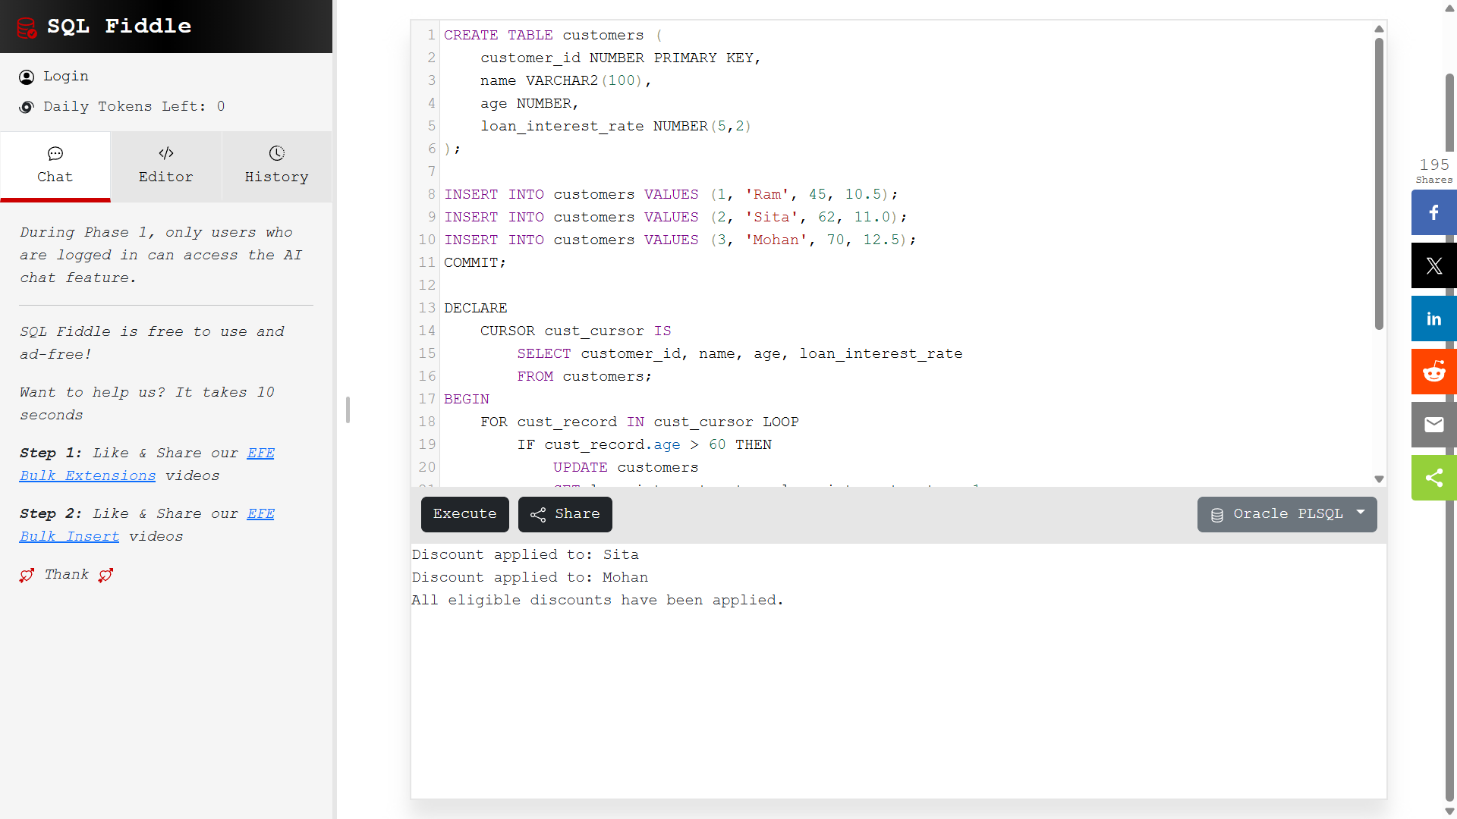 SQL Fiddle
Login
Daily Tokens Left: 0
Chat
Editor
History
During Phase 1, only users who
are logged in can access the AI
chat feature.
SQL Fiddle is free to use and
ad-free!
Want to help us? It takes 10
seconds
Step 1: Like & Share our EFE
Bulk Extensions videos
Step 2: Like & Share our EFE
Bulk Insert videos
Thank
1 CREATE TABLE customers (
2 customer_id NUMBER PRIMARY KEY,
3 name VARCHAR2(100),
4 age NUMBER,
5 loan_interest_rate NUMBER(5,2)
6 );
7
8 INSERT INTO customers VALUES (1, 'Ram', 45, 10.5);
9 INSERT INTO customers VALUES (2, 'Sita', 62, 11.0);
10 INSERT INTO customers VALUES (3, 'Mohan', 70, 12.5);
11 COMMIT;
12
13 DECLARE
14 CURSOR cust_cursor IS
15 SELECT customer_id, name, age, loan_interest_rate
16 FROM customers;
17 BEGIN
18 FOR cust_record IN cust_cursor LOOP
19 IF cust_record.age > 60 THEN
20 UPDATE customers
Execute
Share
Oracle PLSQL
Discount applied to: Sita
Discount applied to: Mohan
All eligible discounts have been applied.
195
Shares